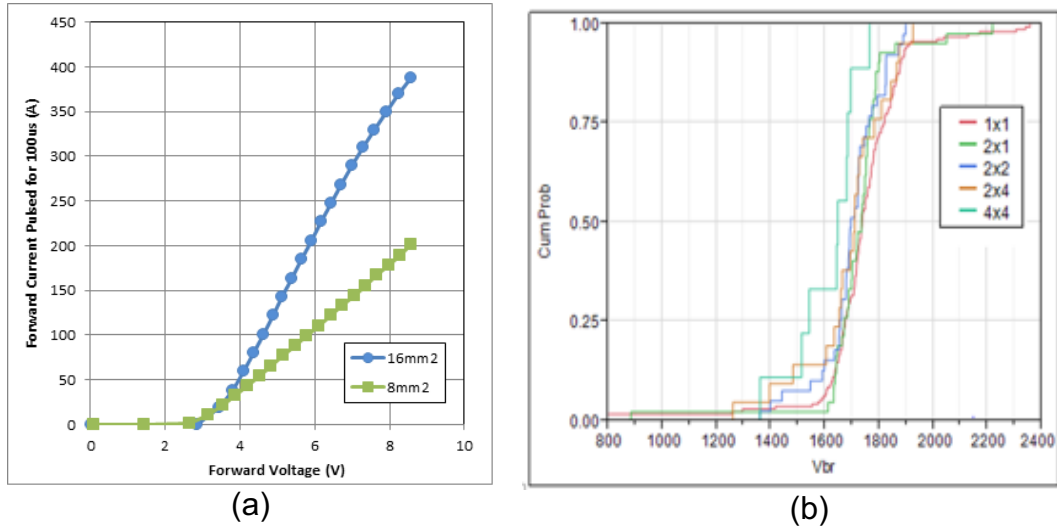 450
400
350
300
250
200
150
100
50
0
Forward Current Pulsed for 100us (A)
0 2 4 6 8 10
Forward Voltage (V)
16mm2
8mm2
(a)
1.00
0.75
0.50
0.25
0.00
Cum Prob
800 1000 1200 1400 1600 1800 2000 2200 2400
Vbr
1x1
2x1
2x2
2x4
4x4
(b)